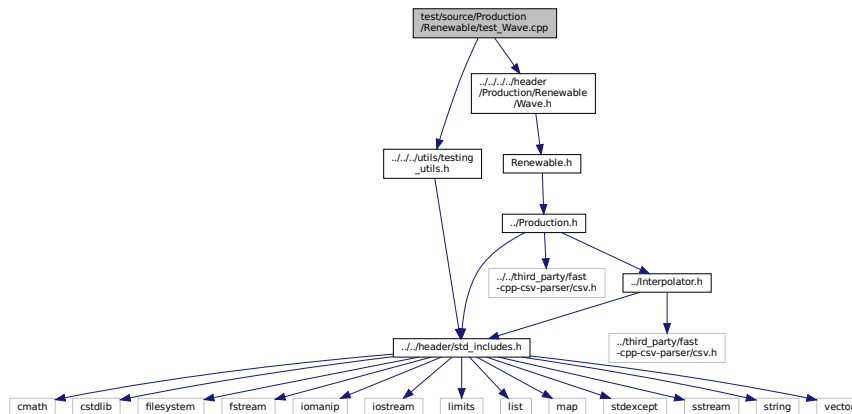 test/source/Production
/Renewable/test_Wave.cpp
../../../../header
/Production/Renewable
/Wave.h
../../../utils/testing
_utils.h
Renewable.h
../Production.h
../../third_party/fast
-cpp-csv-parser/csv.h
../Interpolator.h
../third_party/fast
-cpp-csv-parser/csv.h
../../header/std_includes.h
cmath
cstdlib
filesystem
fstream
iomanip
iostream
limits
list
map
stdexcept
sstream
string
vector